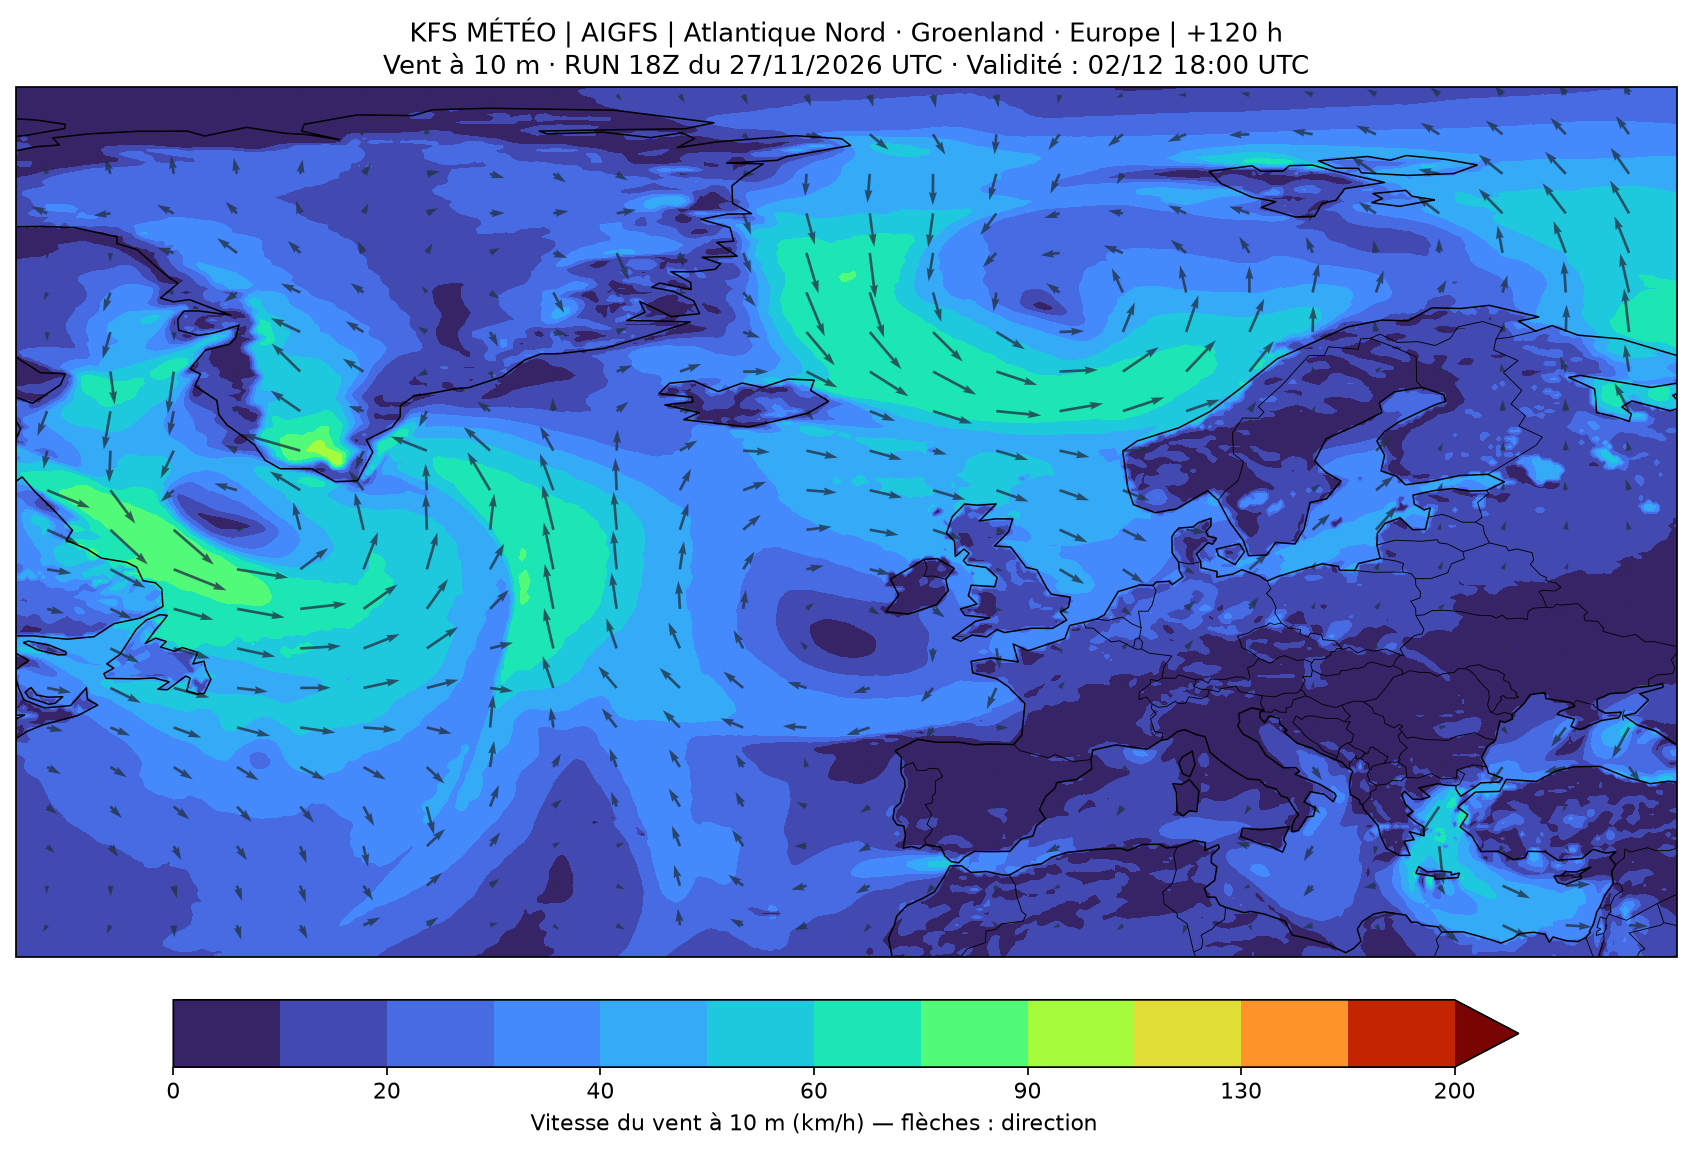 KFS MÉTÉO | AIGFS | Atlantique Nord · Groenland · Europe | +120 h
Vent à 10 m · RUN 18Z du 27/11/2026 UTC · Validité : 02/12 18:00 UTC
0 20 40 60 90 130 200
Vitesse du vent à 10 m (km/h) — flèches : direction